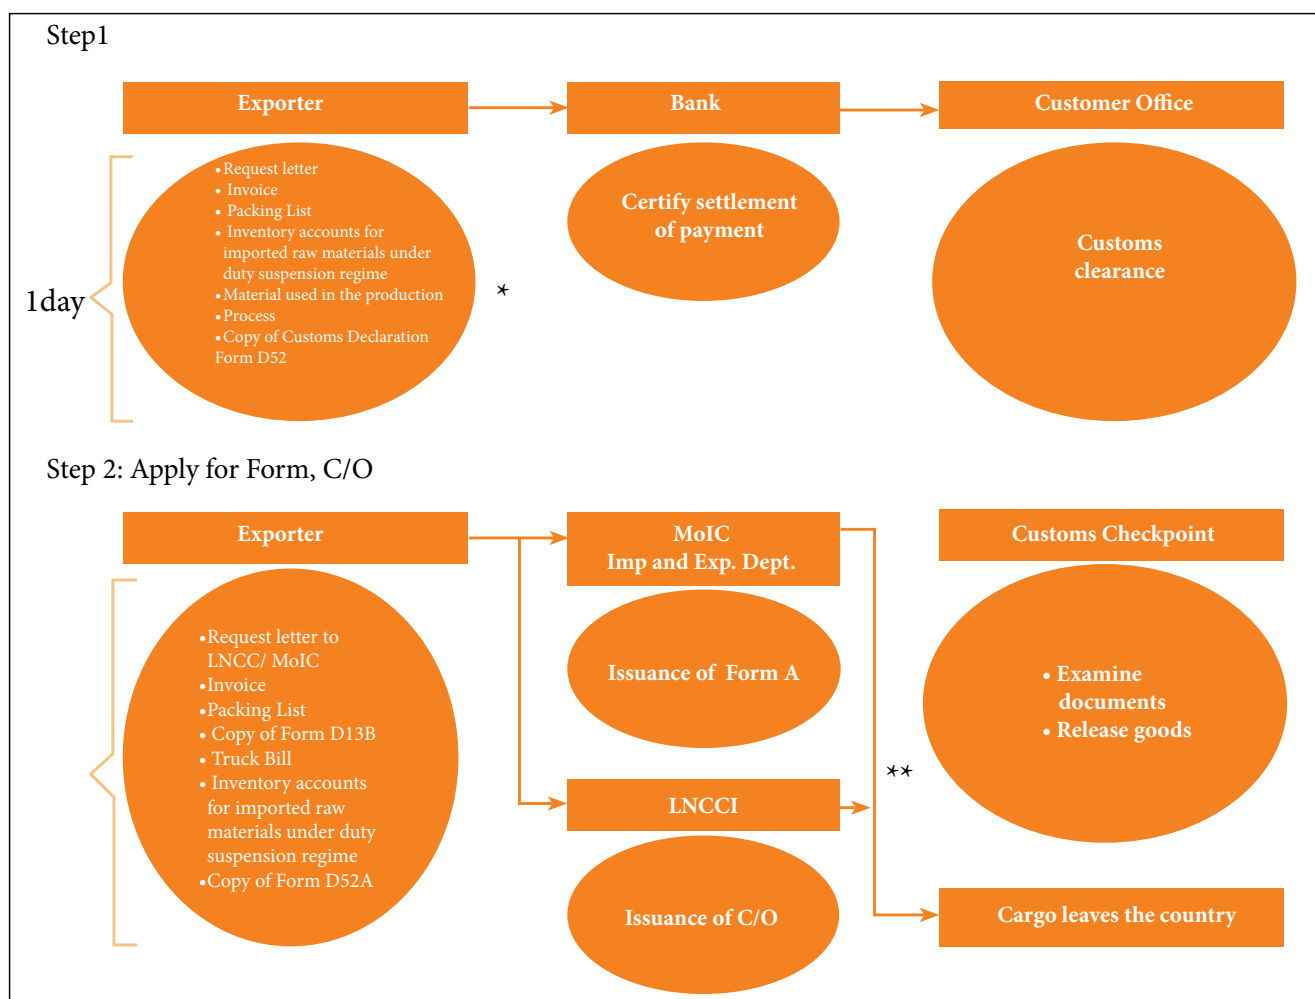 Step1
Exporter
Bank
Customer Office
1day
•Request letter
• Invoice
• Packing List
• Inventory accounts for
imported raw materials under
duty suspension regime
•Material used in the production
•Process
•Copy of Customs Declaration
Form D52
*
Certify settlement
of payment
Customs
clearance
Step 2: Apply for Form, C/O
Exporter
MoIC
Imp and Exp. Dept.
Customs Checkpoint
•Request letter to
LNCC/ MoIC
•Invoice
•Packing List
• Copy of Form D13B
• Truck Bill
• Inventory accounts
for imported raw
materials under duty
suspension regime
•Copy of Form D52A
Issuance of Form A
• Examine
documents
• Release goods
**
LNCCI
Issuance of C/O
Cargo leaves the country